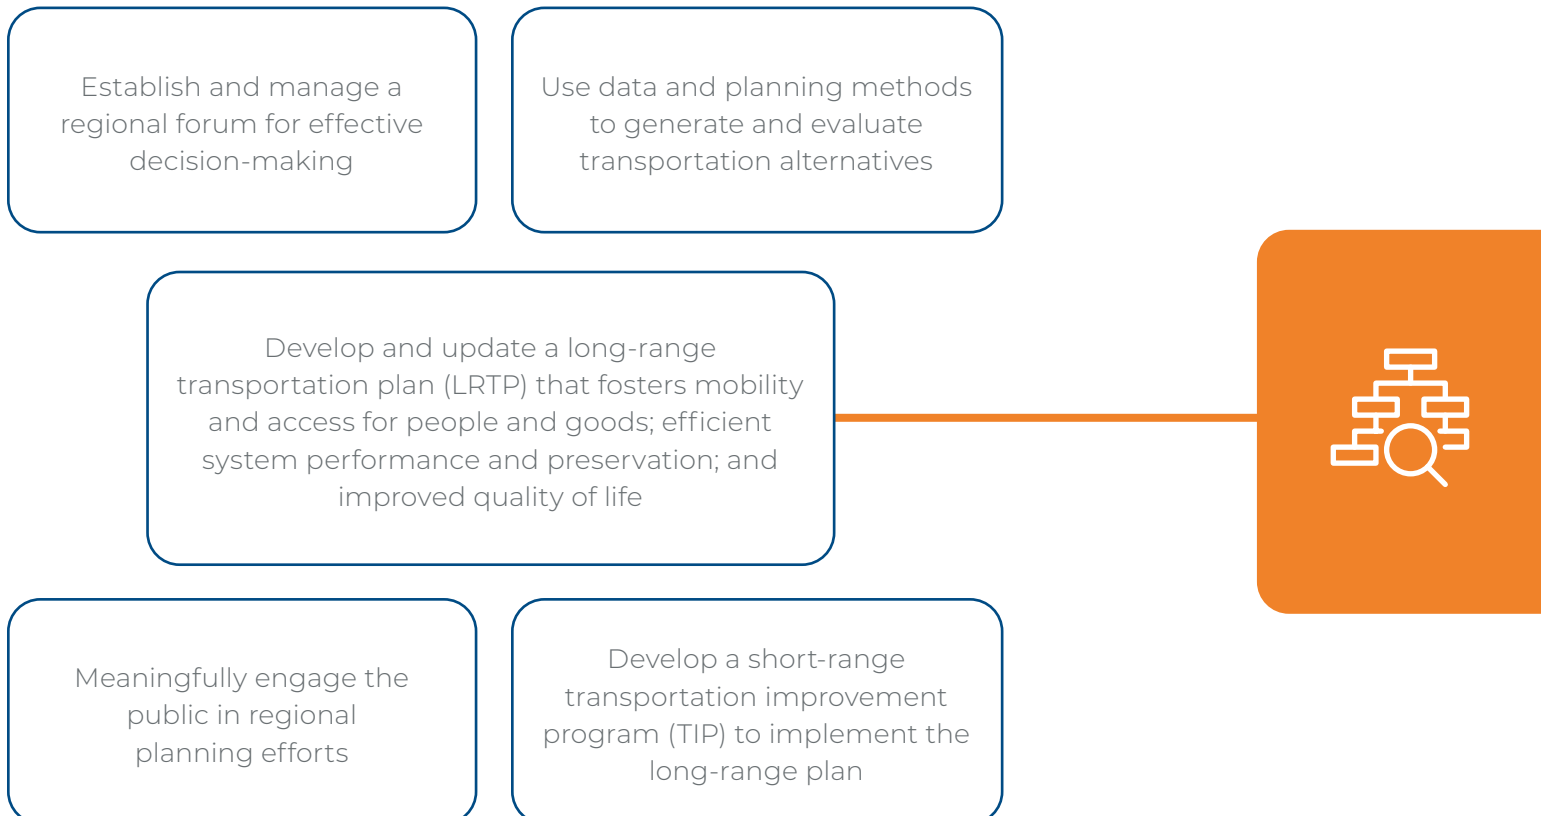 Establish and manage a
regional forum for effective
decision-making
Use data and planning methods
to generate and evaluate
transportation alternatives
Develop and update a long-range
transportation plan (LRTP) that fosters mobility
and access for people and goods; efficient
system performance and preservation; and
improved quality of life
Meaningfully engage the
public in regional
planning efforts
Develop a short-range
transportation improvement
program (TIP) to implement the
long-range plan